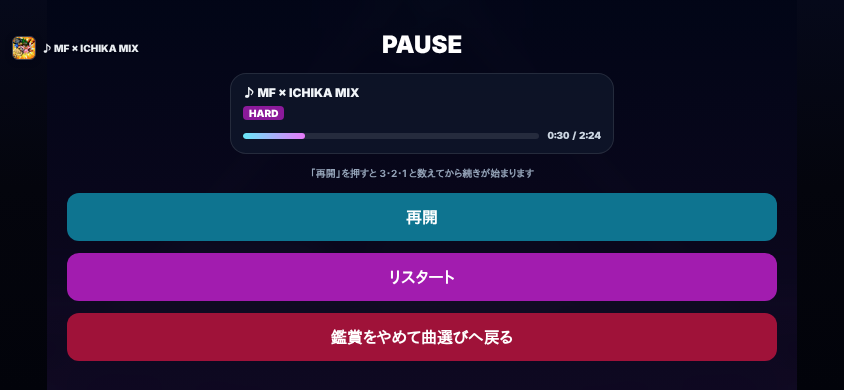 ♪ MF × ICHIKA MIX
PAUSE
♪ MF × ICHIKA MIX
HARD
0:30 / 2:24
「再開」を押すと 3・2・1 と数えてから続きが始まります
再開
リスタート
鑑賞をやめて曲選びへ戻る